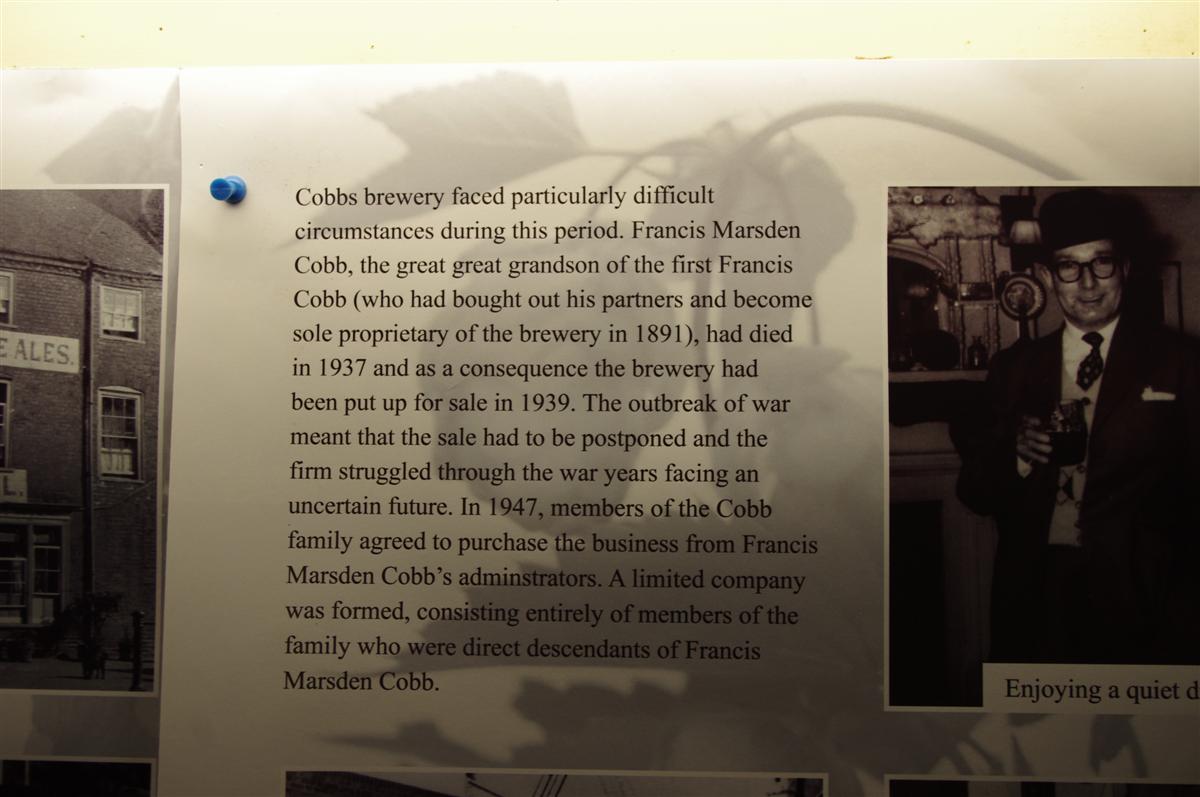 Cobbs brewery faced particularly difficult
circumstances during this period. Francis Marsden
Cobb, the great great grandson of the first Francis
Cobb (who had bought out his partners and become
sole proprietary of the brewery in 1891), had died
in 1937 and as a consequence the brewery had
been put up for sale in 1939. The outbreak of war
meant that the sale had to be postponed and the
firm struggled through the war years facing an
uncertain future. In 1947, members of the Cobb
family agreed to purchase the business from Francis
Marsden Cobb's adminstrators. A limited company
was formed, consisting entirely of members of the
family who were direct descendants of Francis
Marsden Cobb.
E ALES.
L.
Enjoying a quiet d